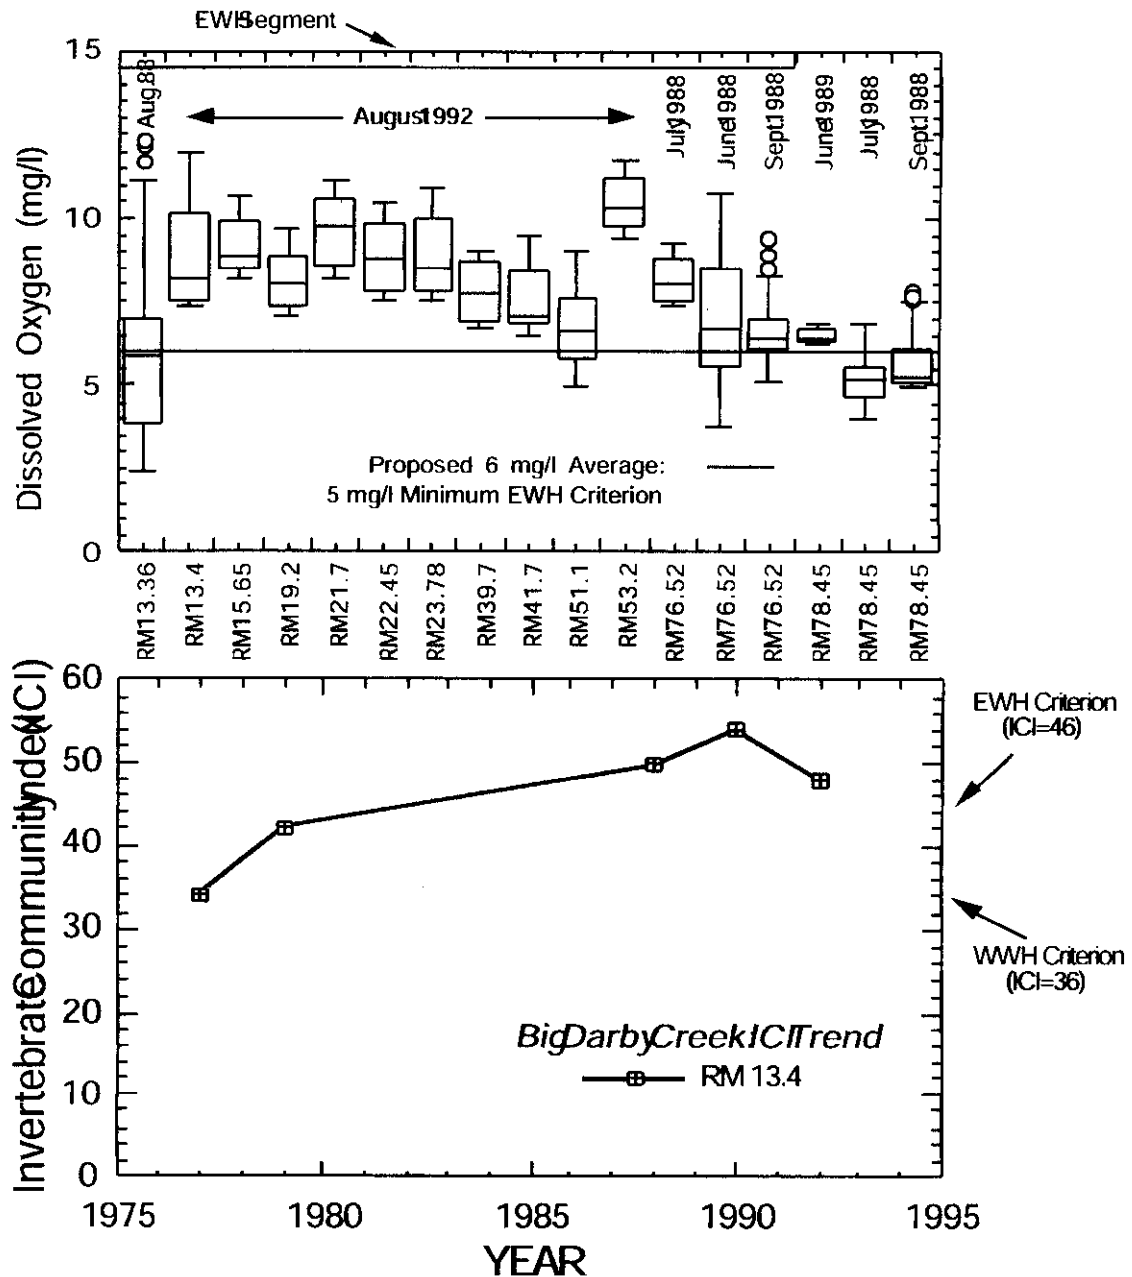 EWH Segment
15
10
5
0
Dissolved Oxygen (mg/l)
Aug.88
August 1992
July 1988
June 1988
Sept.1988
June 1989
July 1988
Sept.1988
Proposed 6 mg/l Average:
5 mg/l Minimum EWH Criterion
RM13.36
RM13.4
RM15.65
RM19.2
RM21.7
RM22.45
RM23.78
RM39.7
RM41.7
RM51.1
RM53.2
RM76.52
RM76.52
RM76.52
RM78.45
RM78.45
RM78.45
Invertebrate Community Index (ICI)
60
50
40
30
20
10
0
EWH Criterion
(ICI=46)
WWH Criterion
(ICI=36)
Big Darby Creek: ICI Trend
RM 13.4
1975
1980
1985
1990
1995
YEAR